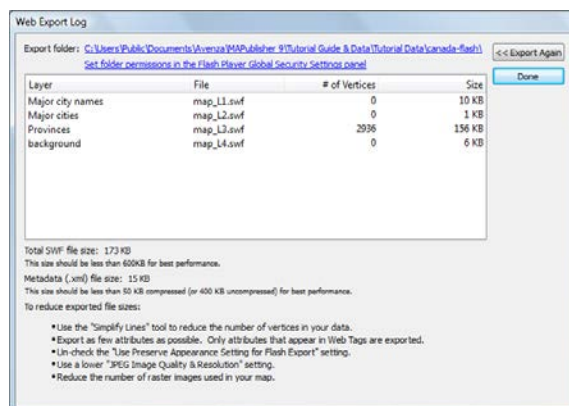 Web Export Log
Export folder: C:\Users\Public\Documents\Avenza\MAPublisher 9\Tutorial Guide & Data\Tutorial Data\canada-flash\
<< Export Again
Set folder permissions in the Flash Player Global Security Settings panel
Done
Layer File # of Vertices Size
Major city names map_L1.swf 0 10 KB
Major cities map_L2.swf 0 1 KB
Provinces map_L3.swf 2936 156 KB
background map_L4.swf 0 6 KB
Total SWF file size: 173 KB
This size should be less than 600KB for best performance.
Metadata (.xml) file size: 15 KB
This size should be less than 50 KB compressed (or 400 KB uncompressed) for best performance.
To reduce exported file sizes:
•Use the "Simplify Lines" tool to reduce the number of vertices in your data.
•Export as few attributes as possible. Only attributes that appear in Web Tags are exported.
•Un-check the "Use Preserve Appearance Setting for Flash Export" setting.
•Use a lower "JPEG Image Quality & Resolution" setting.
•Reduce the number of raster images used in your map.